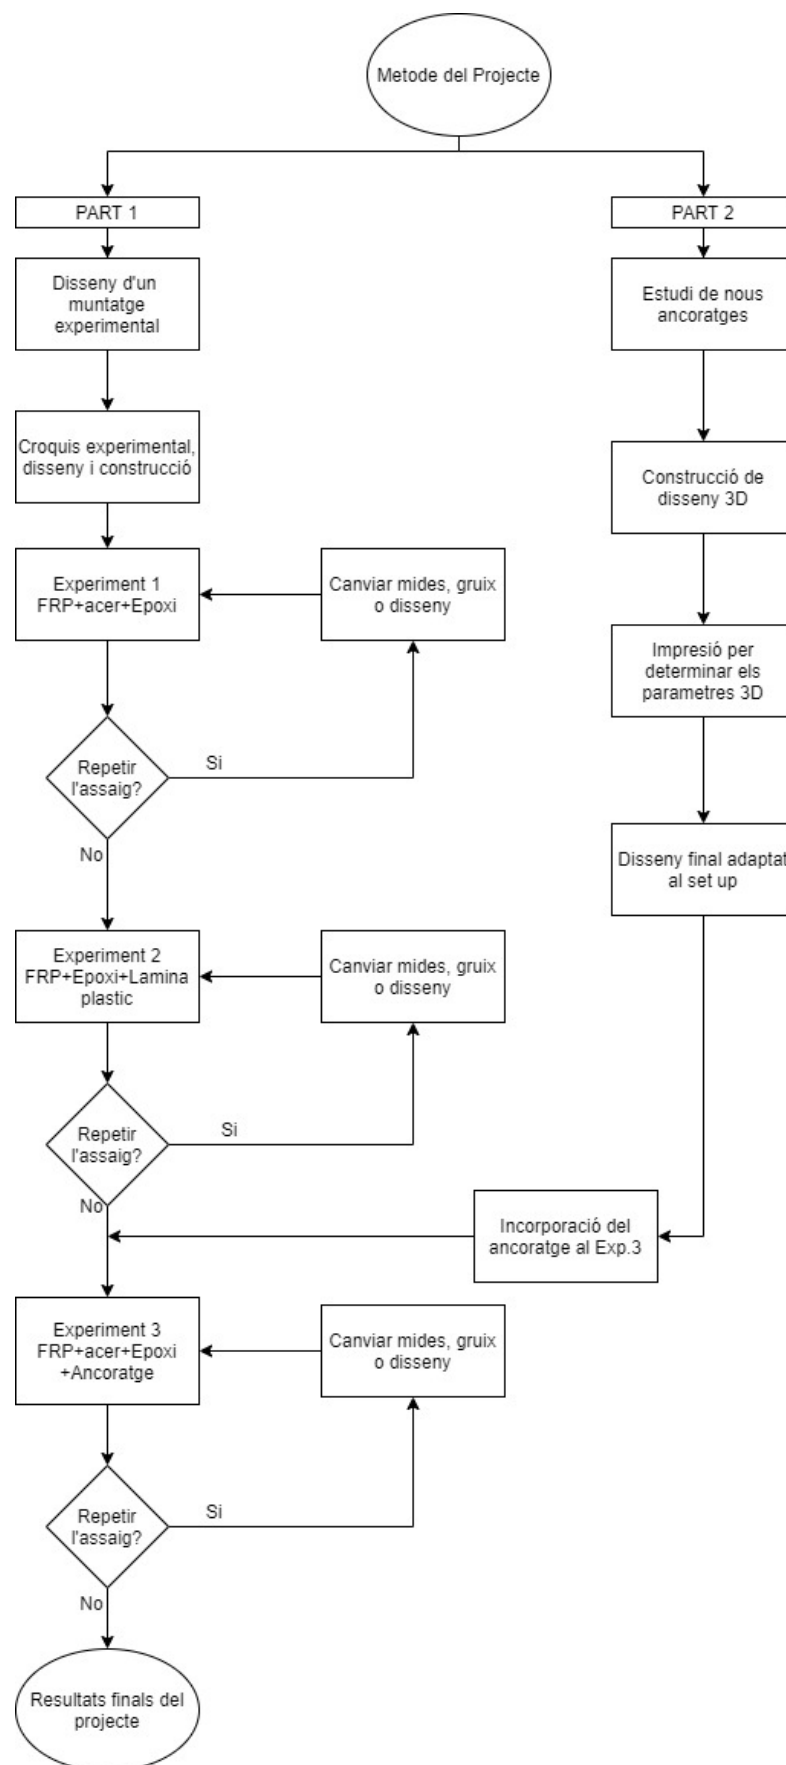 Metode del Projecte
PART 1
PART 2
Disseny d'un
muntatge
experimental
Estudi de nous
ancoratges
Croquis experimental,
disseny i construcció
Construcció de
disseny 3D
Experiment 1
FRP+acer+Epoxi
Canviar mides, gruix
o disseny
Impresió per
determinar els
parametres 3D
Repetir
l'assaig?
Si
No
Disseny final adaptat
al set up
Experiment 2
FRP+Epoxi+Lamina
plastic
Canviar mides, gruix
o disseny
Repetir
l'assaig?
Si
No
Incorporació del
ancoratge al Exp.3
Experiment 3
FRP+acer+Epoxi
+Ancoratge
Canviar mides, gruix
o disseny
Repetir
l'assaig?
Si
No
Resultats finals del
projecte